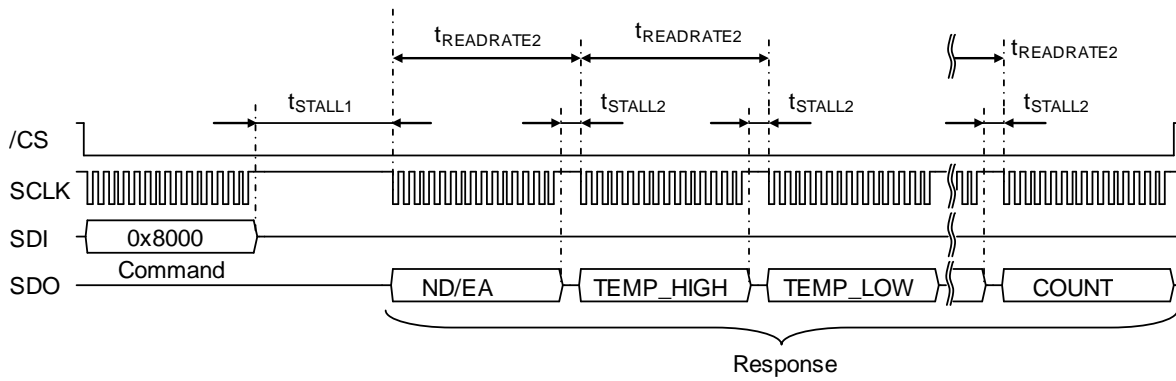 tREADRATE2 tREADRATE2 tREADRATE2
tSTALL1 tSTALL2 tSTALL2 tSTALL2
/CS
SCLK
SDI 0x8000
Command
SDO ND/EA TEMP_HIGH TEMP_LOW COUNT
Response